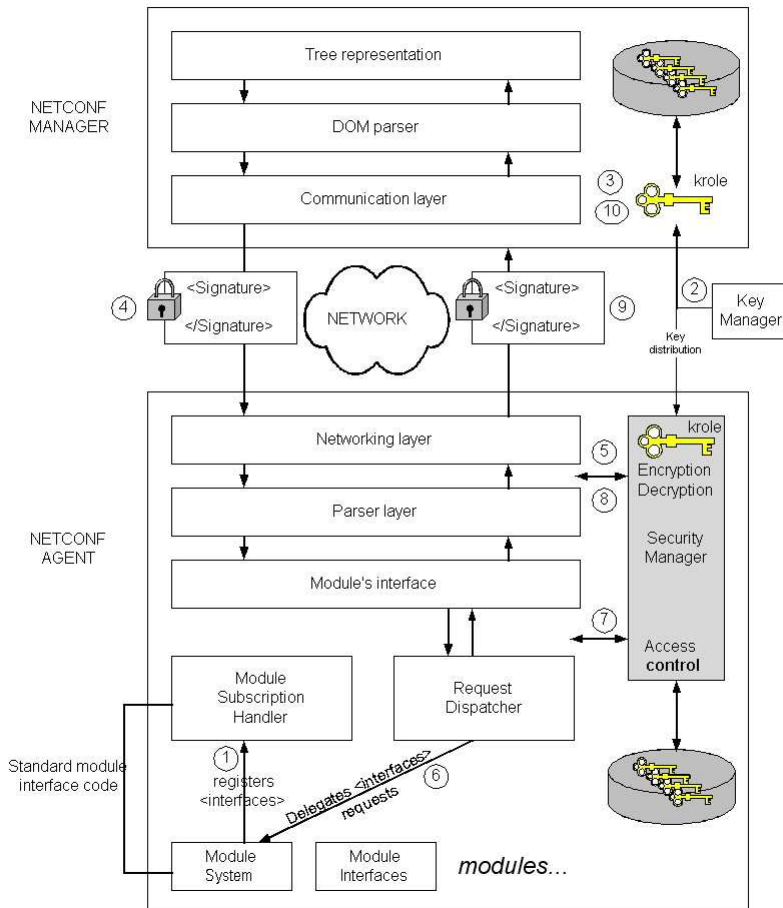 Tree representation
NETCONF
MANAGER
DOM parser
Communication layer
3
10
krole
4
<Signature>
</Signature>
NETWORK
<Signature>
</Signature>
9
2
Key
Manager
Key
distribution
Networking layer
krole
5
Encryption
Decryption
8
Parser layer
NETCONF
AGENT
Security
Manager
Module's interface
7
Access
control
Module
Subscription
Handler
Request
Dispatcher
1
registers
<interfaces>
Delegates <interfaces>
requests
6
Standard module
interface code
Module
System
Module
Interfaces
modules...